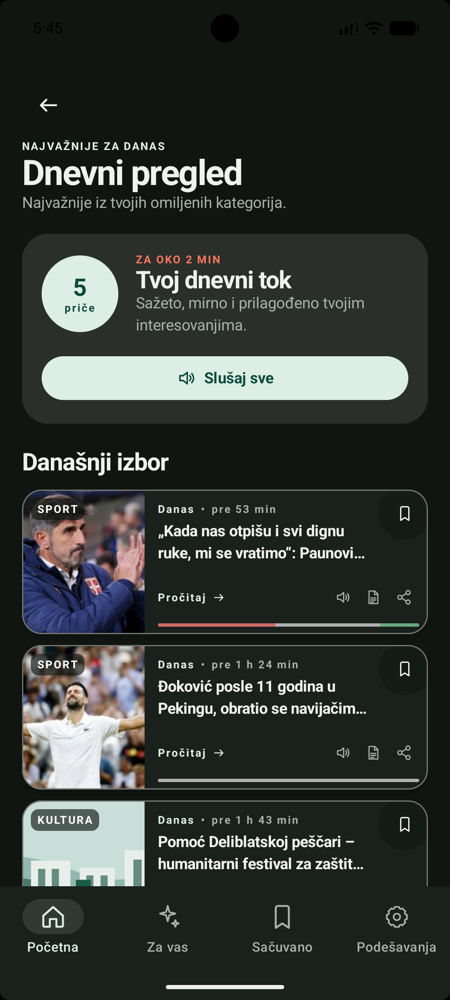 5:45
NAJVAŽNIJE ZA DANAS
Dnevni pregled
Najvažnije iz tvojih omiljenih kategorija.
5
priče
ZA OKO 2 MIN
Tvoj dnevni tok
Sažeto, mirno i prilagođeno tvojim
interesovanjima.
Slušaj sve
Današnji izbor
SPORT
Danas • pre 53 min
„Kada nas otpišu i svi dignu
ruke, mi se vratimo“: Paunovi...
Pročitaj →
SPORT
Danas • pre 1 h 24 min
Đoković posle 11 godina u
Pekingu, obratio se navijačim...
Pročitaj →
KULTURA
Danas • pre 1 h 43 min
Pomoć Deliblatskoj peščari –
humanitarni festival za zaštit...
Početna
Za vas
Sačuvano
Podešavanja